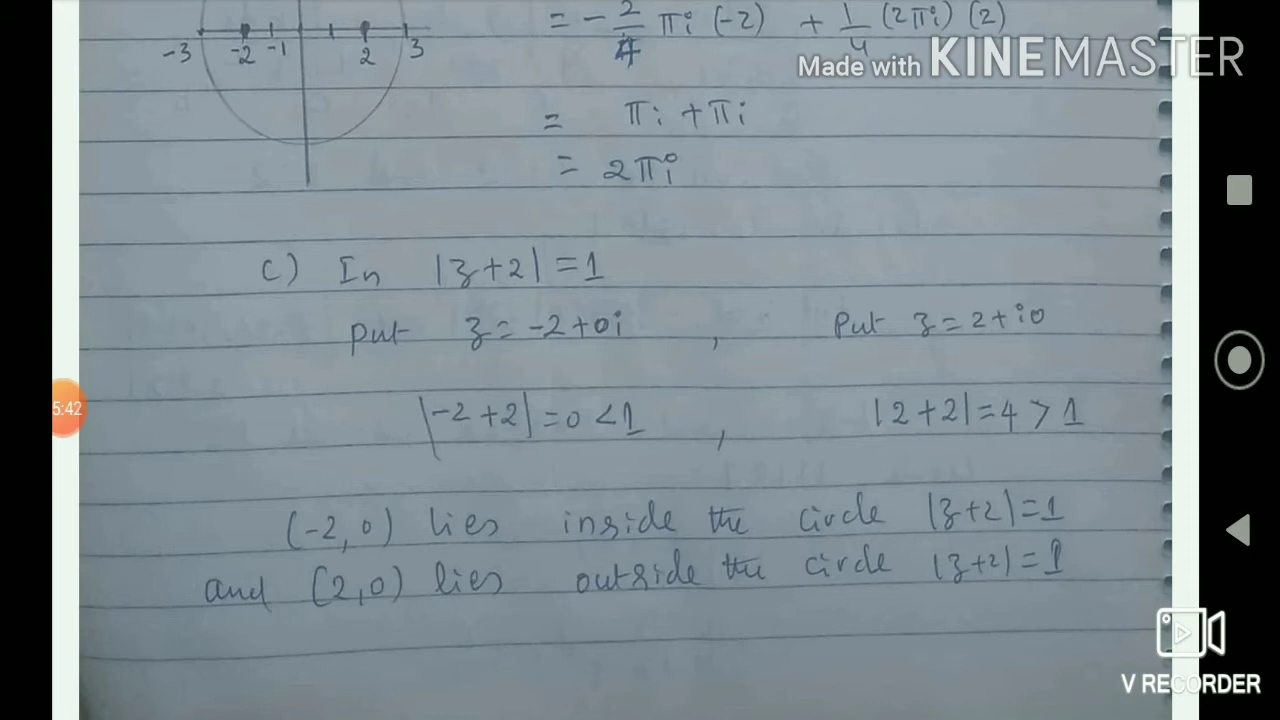 = - 2/4 πi (-2) + 1/4 (2πi) (2)
-3 -2 -1 2 3
Made with KINEMASTER
= πi + πi
= 2πi
c) In |z+2| = 1
put z = -2+0i , Put z = 2+i0
5:42
|-2+2| = 0 < 1 , |2+2| = 4 > 1
(-2,0) lies inside the circle |z+2| = 1
and (2,0) lies outside the circle |z+2| = 1
V RECORDER